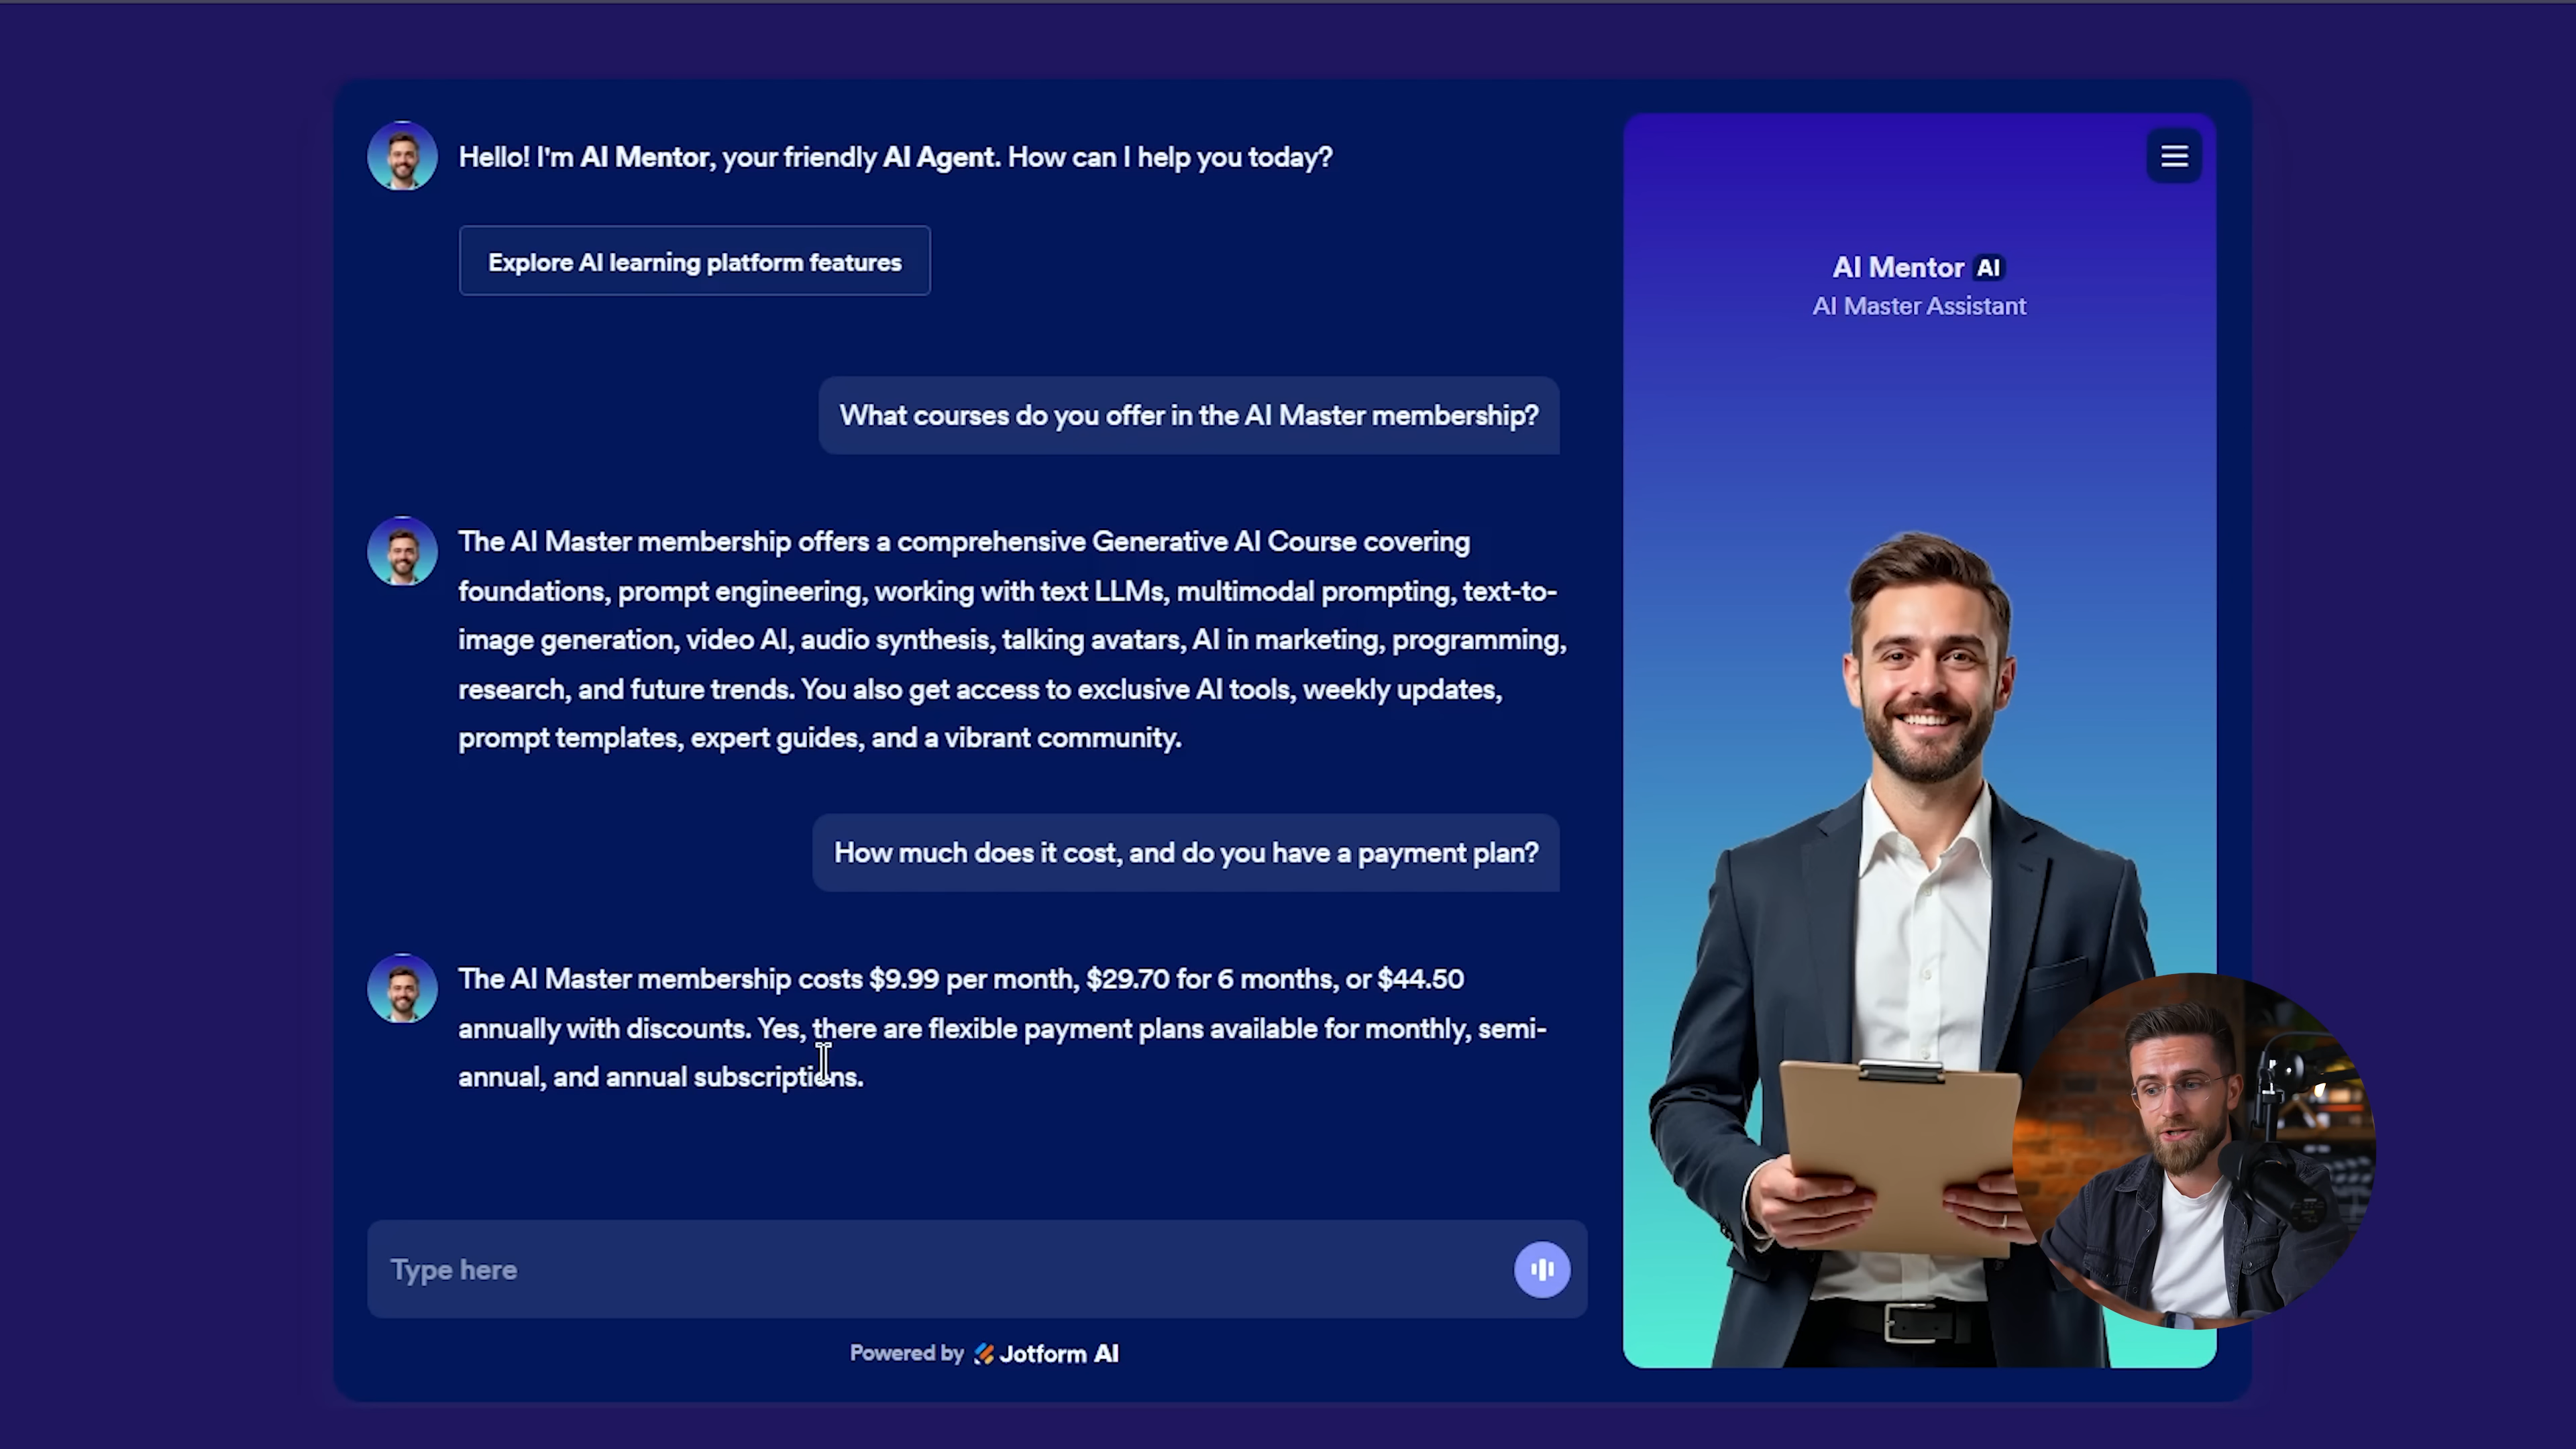 Hello! I'm AI Mentor, your friendly AI Agent. How can I help you today?
Explore AI learning platform features
What courses do you offer in the AI Master membership?
The AI Master membership offers a comprehensive Generative AI Course covering
foundations, prompt engineering, working with text LLMs, multimodal prompting, text-to-
image generation, video AI, audio synthesis, talking avatars, AI in marketing, programming,
research, and future trends. You also get access to exclusive AI tools, weekly updates,
prompt templates, expert guides, and a vibrant community.
How much does it cost, and do you have a payment plan?
The AI Master membership costs $9.99 per month, $29.70 for 6 months, or $44.50
annually with discounts. Yes, there are flexible payment plans available for monthly, semi-
annual, and annual subscriptions.
Type here
Powered by Jotform AI
AI Mentor AI
AI Master Assistant